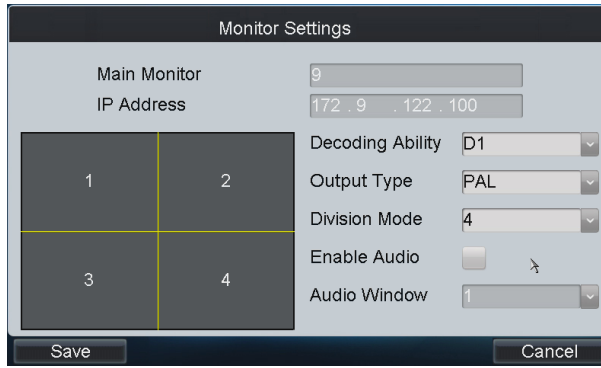 Monitor Settings
Main Monitor 9
IP Address 172 . 9 . 122 . 100
1 2
3 4
Decoding Ability D1
Output Type PAL
Division Mode 4
Enable Audio
Audio Window 1
Save Cancel